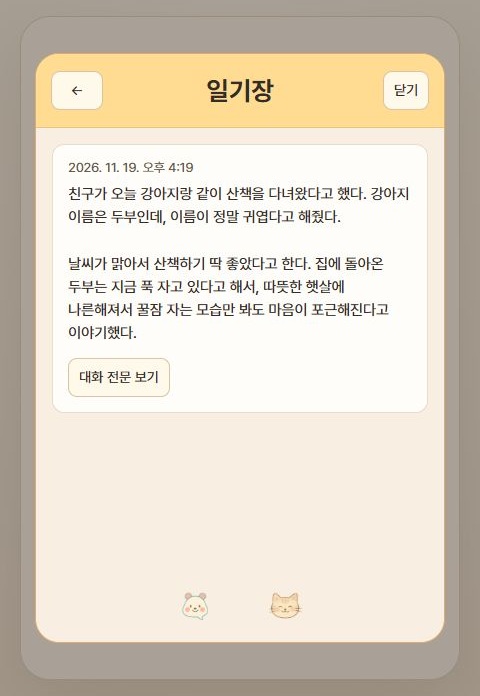 ←
일기장
닫기
2026. 11. 19. 오후 4:19
친구가 오늘 강아지랑 같이 산책을 다녀왔다고 했다. 강아지
이름은 두부인데, 이름이 정말 귀엽다고 해줬다.
날씨가 맑아서 산책하기 딱 좋았다고 한다. 집에 돌아온
두부는 지금 푹 자고 있다고 해서, 따뜻한 햇살에
나른해져서 꿀잠 자는 모습만 봐도 마음이 포근해진다고
이야기했다.
대화 전문 보기